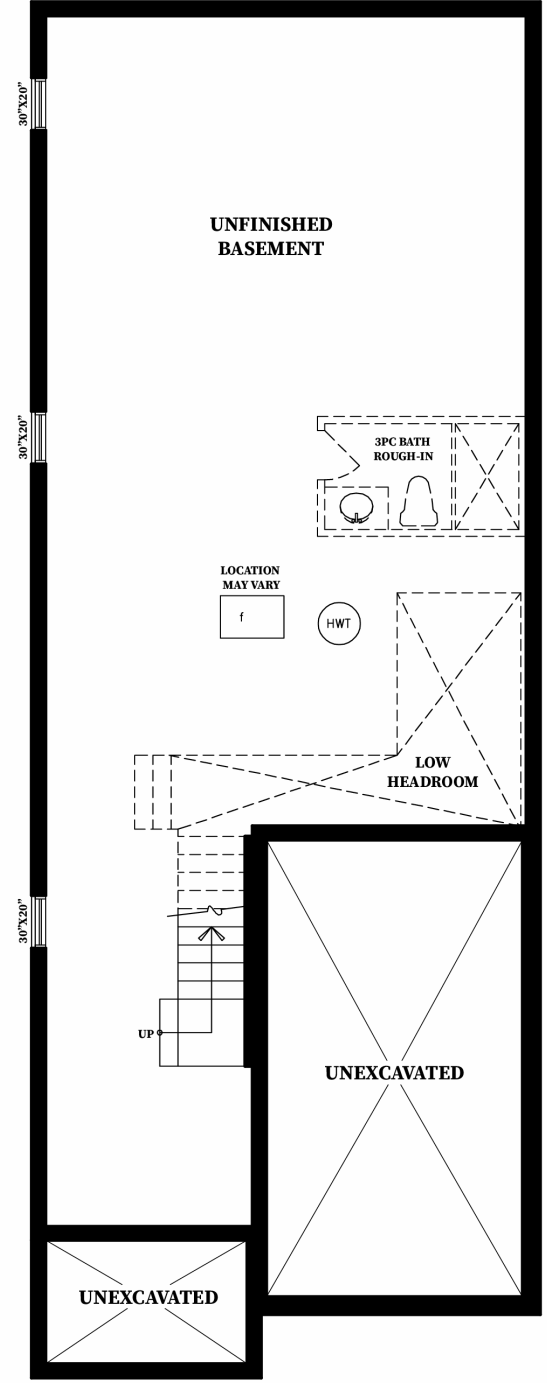 30"X20"
UNFINISHED
BASEMENT
30"X20"
3PC BATH
ROUGH-IN
LOCATION
MAY VARY
f
HWT
LOW
HEADROOM
30"X20"
UP
UNEXCAVATED
UNEXCAVATED